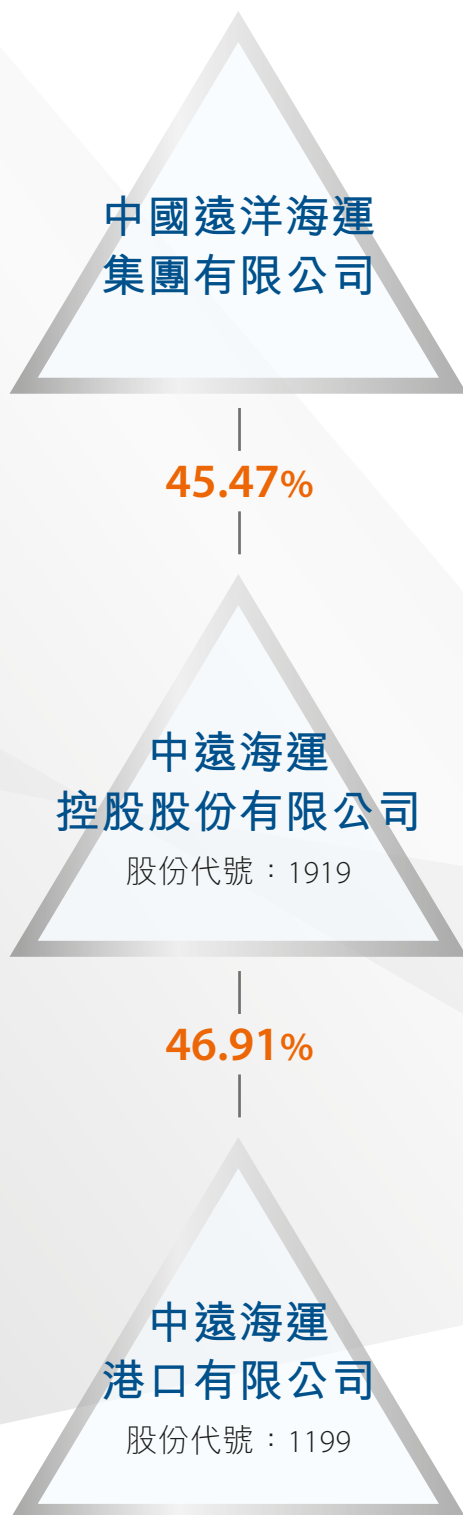 中國遠洋海運
集團有限公司
45.47%
中遠海運
控股股份有限公司
股份代號：1919
46.91%
中遠海運
港口有限公司
股份代號：1199